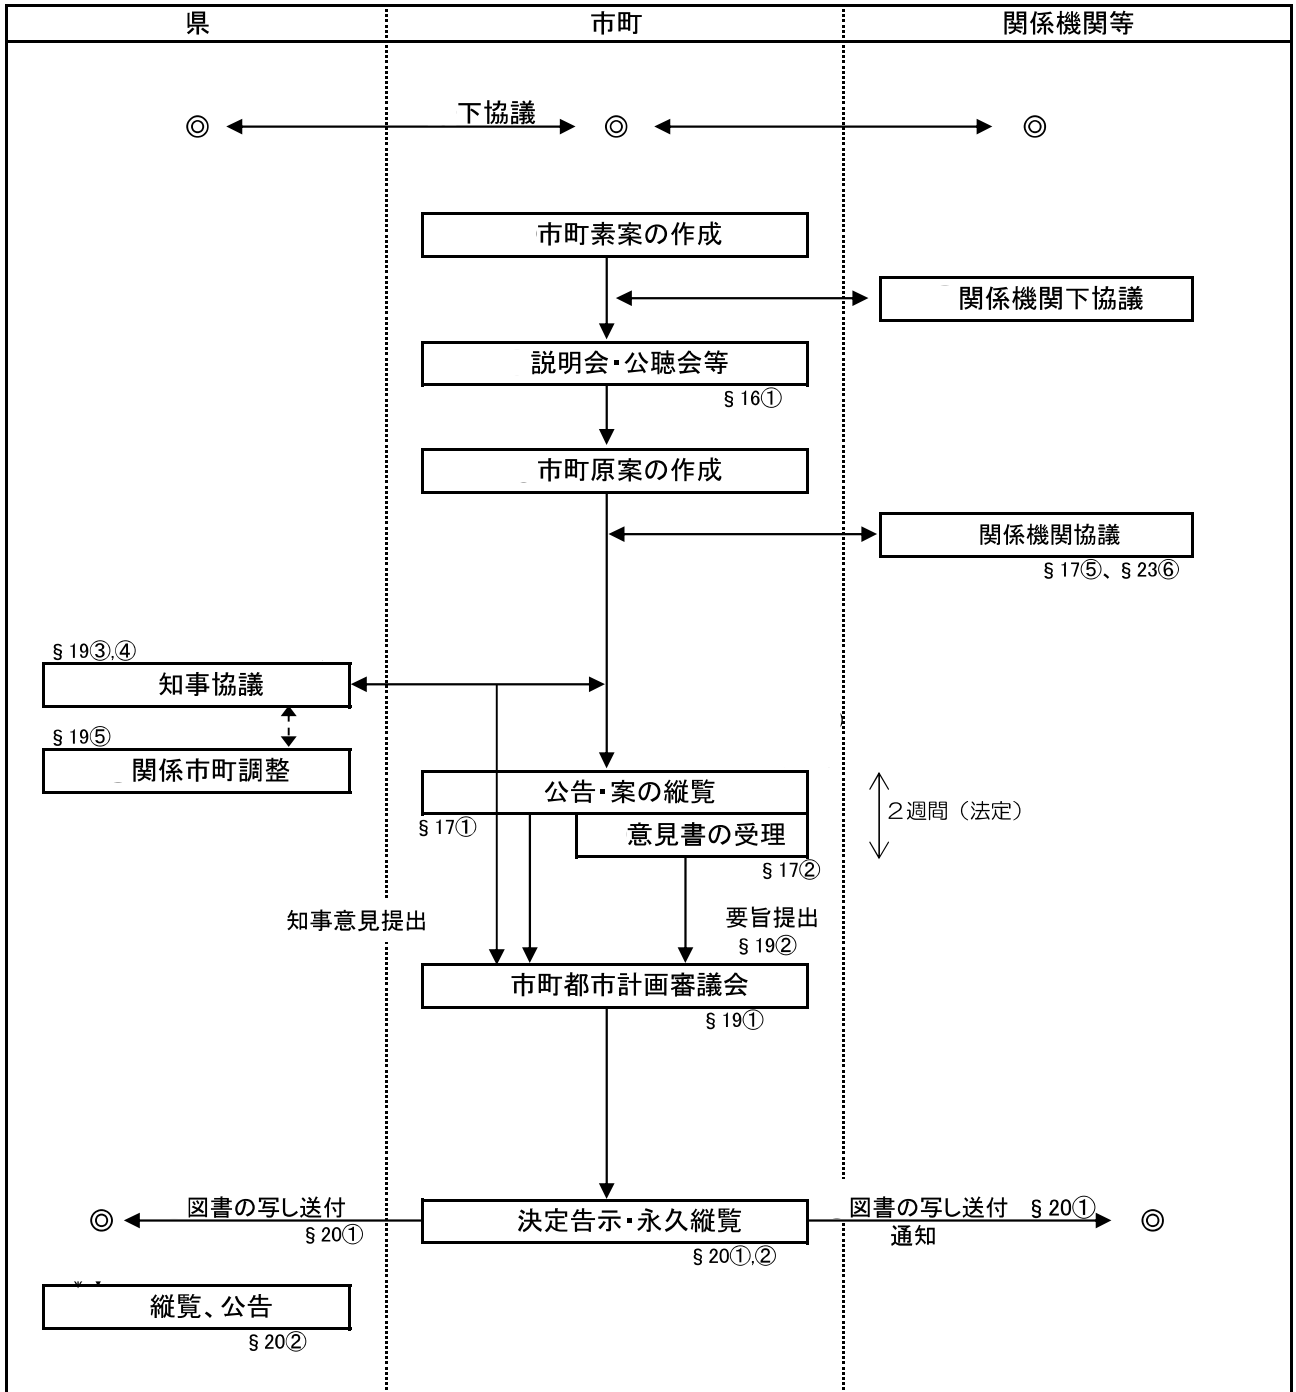 県 市町 関係機関等
下協議
◎ ◎ ◎
市町素案の作成
関係機関下協議
説明会・公聴会等
§16①
市町原案の作成
関係機関協議
§17⑤、§23⑥
§19③,④
知事協議
§19⑤
関係市町調整
公告・案の縦覧
２週間（法定）
§17①
意見書の受理
§17②
知事意見提出
要旨提出
§19②
市町都市計画審議会
§19①
図書の写し送付
決定告示・永久縦覧
図書の写し送付 §20①
◎ ◎
§20①
通知
§20①,②
縦覧、公告
§20②